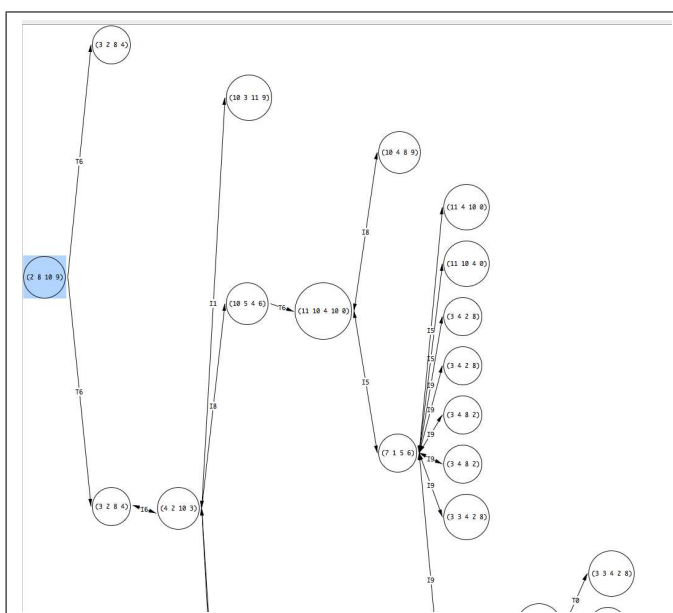 (3 2 8 4)
(10 3 11 9)
(10 4 8 9)
T6
(11 4 10 0)
I8
(11 10 4 0)
(2 8 10 9)
I1
(10 5 4 6)
T6
(11 10 4 10 0)
(3 4 2 8)
I5
I5
(3 4 2 8)
I5
I9
T6
I8
I9
(3 4 8 2)
I9
(7 1 5 6)
I9
(3 4 8 2)
I9
(3 2 8 4)
I6
(4 2 10 3)
(3 3 4 2 8)
I9
(3 3 4 2 8)
T0